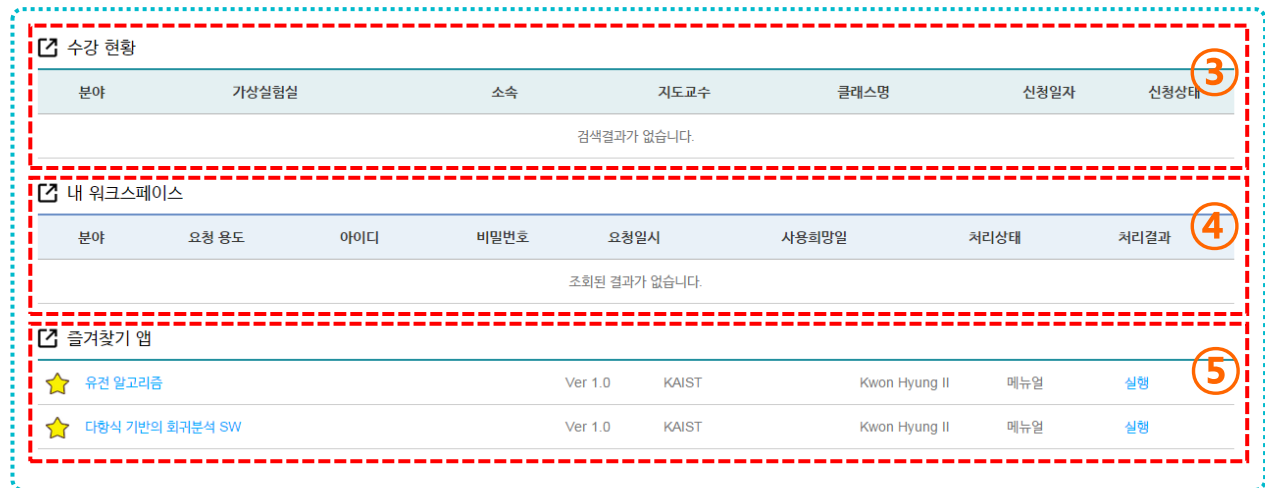 수강 현황
③
분야 가상실험실 소속 지도교수 클래스명 신청일자 신청상태
검색결과가 없습니다.
내 워크스페이스
④
분야 요청 용도 아이디 비밀번호 요청일시 사용희망일 처리상태 처리결과
조회된 결과가 없습니다.
즐겨찾기 앱
⑤
유전 알고리즘 Ver 1.0 KAIST Kwon Hyung Il 메뉴얼 실행
다항식 기반의 회귀분석 SW Ver 1.0 KAIST Kwon Hyung Il 메뉴얼 실행